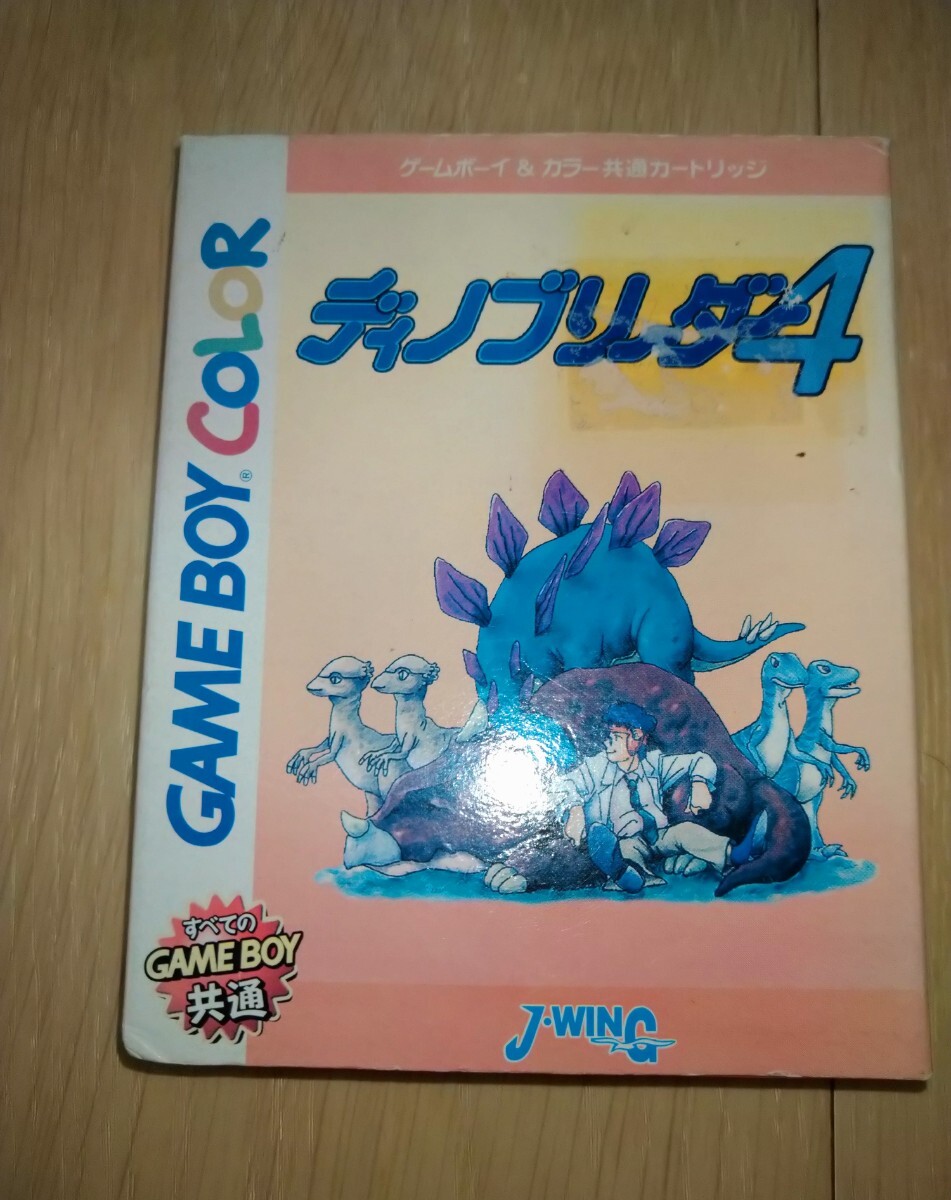 ゲームボーイ & カラー共通カートリッジ
ディノブリーダー4
GAME BOY® COLOR
すべての
GAME BOY
共通
J・WING